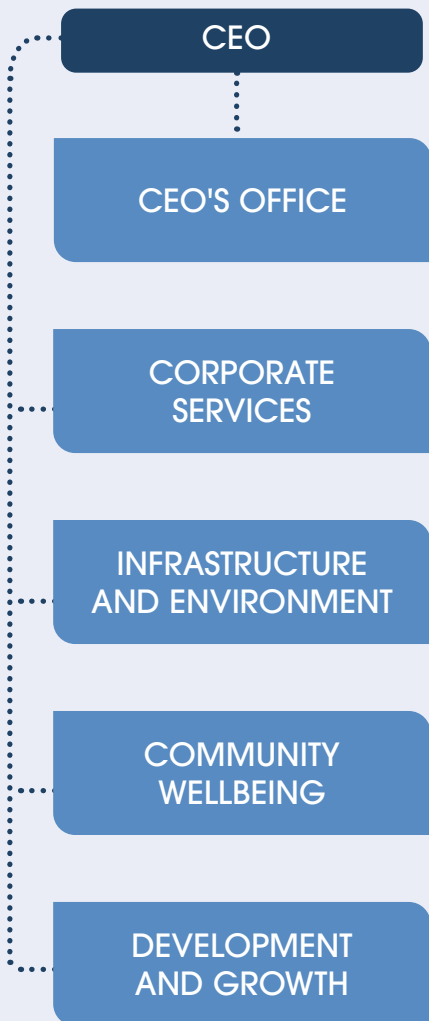 CEO
CEO'S OFFICE
CORPORATE
SERVICES
INFRASTRUCTURE
AND ENVIRONMENT
COMMUNITY
WELLBEING
DEVELOPMENT
AND GROWTH